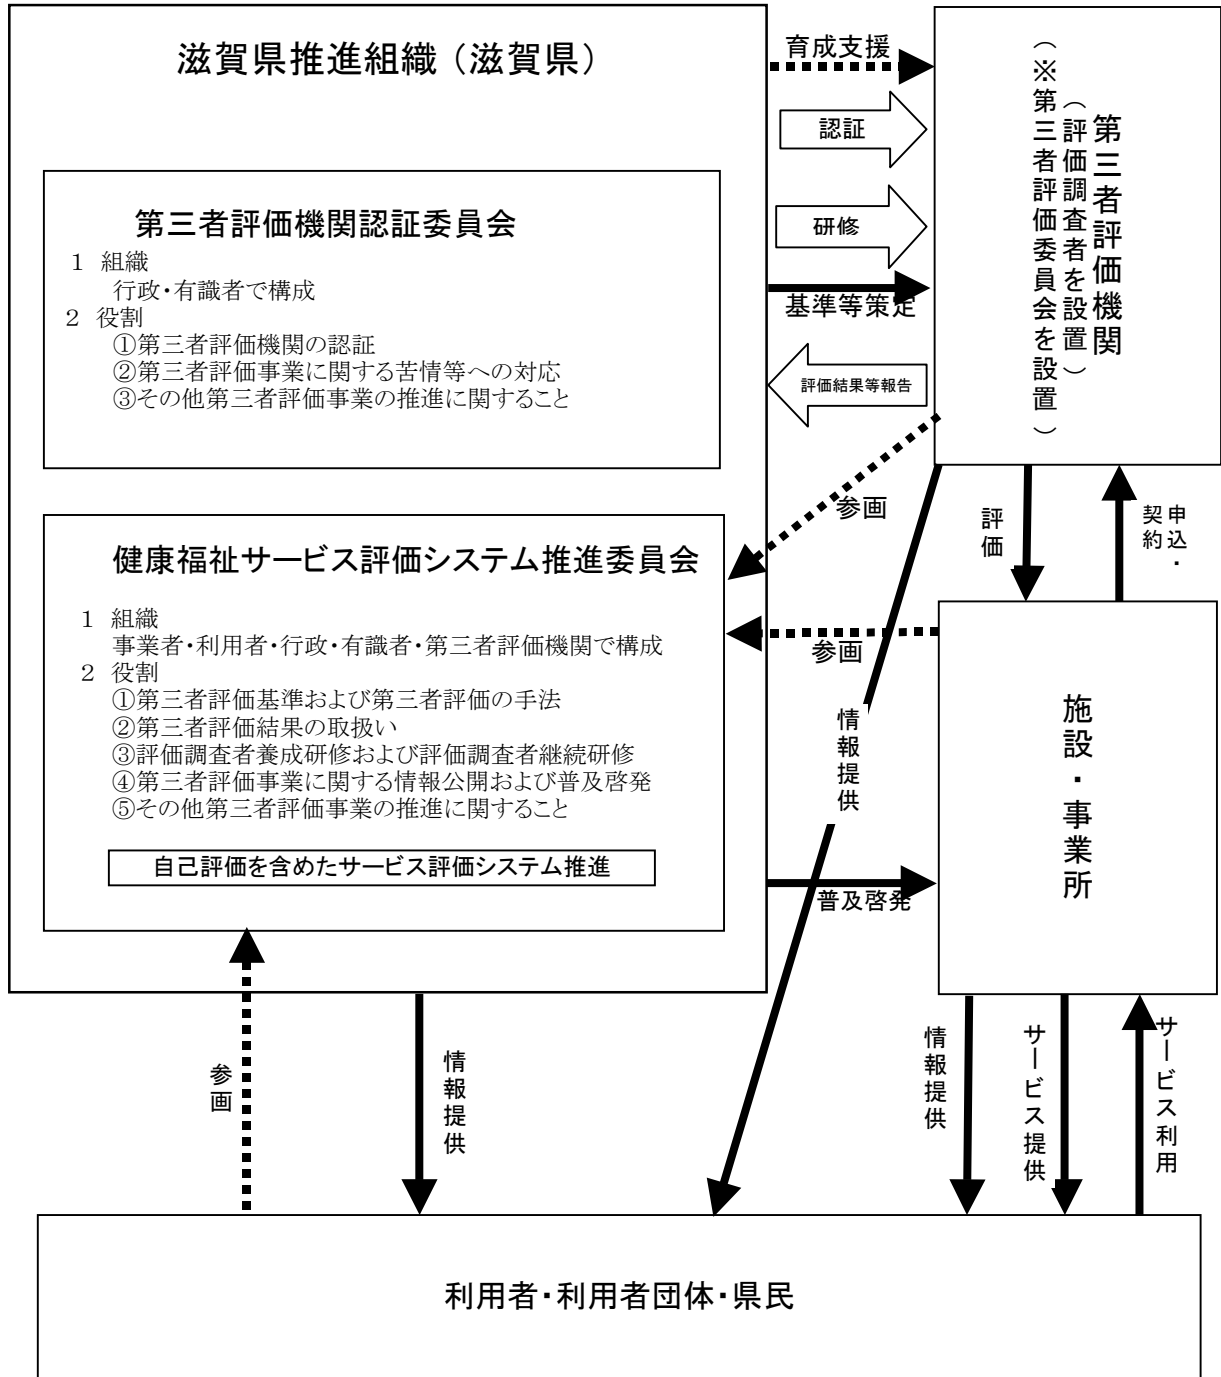 滋賀県推進組織（滋賀県）
第三者評価機関認証委員会
1 組織
行政・有識者で構成
2 役割
①第三者評価機関の認証
②第三者評価事業に関する苦情等への対応
③その他第三者評価事業の推進に関すること
健康福祉サービス評価システム推進委員会
1 組織
事業者・利用者・行政・有識者・第三者評価機関で構成
2 役割
①第三者評価基準および第三者評価の手法
②第三者評価結果の取扱い
③評価調査者養成研修および評価調査者継続研修
④第三者評価事業に関する情報公開および普及啓発
⑤その他第三者評価事業の推進に関すること
自己評価を含めたサービス評価システム推進
育成支援
認証
研修
基準等策定
評価結果等報告
第三者評価機関
（評価調査者を設置）
（※第三者評価委員会を設置）
参画
評価
申込・
契約
参画
情報提供
施設・事業所
普及啓発
参画
情報提供
情報提供
サービス提供
サービス利用
利用者・利用者団体・県民